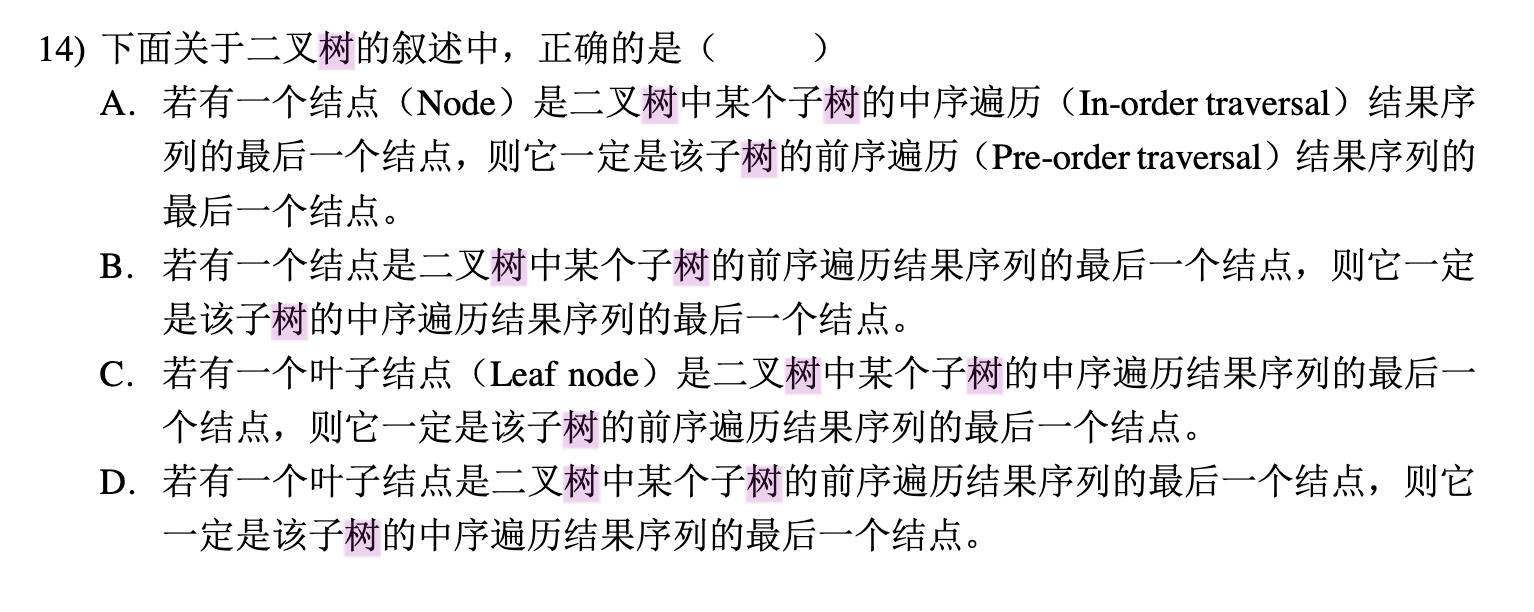 14) 下面关于二叉树的叙述中，正确的是（ ）
A. 若有一个结点（Node）是二叉树中某个子树的中序遍历（In-order traversal）结果序
列的最后一个结点，则它一定是该子树的前序遍历（Pre-order traversal）结果序列的
最后一个结点。
B. 若有一个结点是二叉树中某个子树的前序遍历结果序列的最后一个结点，则它一定
是该子树的中序遍历结果序列的最后一个结点。
C. 若有一个叶子结点（Leaf node）是二叉树中某个子树的中序遍历结果序列的最后一
个结点，则它一定是该子树的前序遍历结果序列的最后一个结点。
D. 若有一个叶子结点是二叉树中某个子树的前序遍历结果序列的最后一个结点，则它
一定是该子树的中序遍历结果序列的最后一个结点。